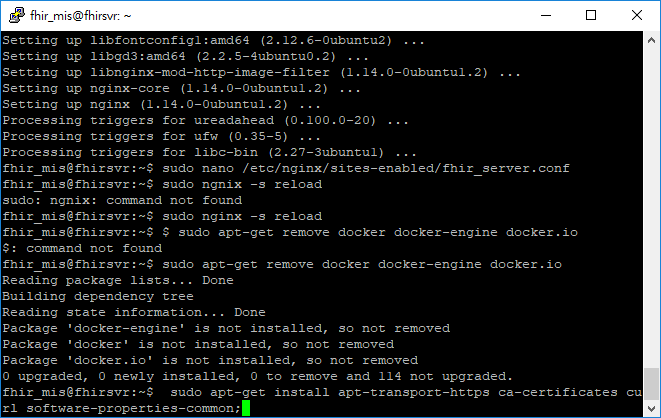 fhir_mis@fhirsvr: ~
Setting up libfontconfig1:amd64 (2.12.6-0ubuntu2) ...
Setting up libgd3:amd64 (2.2.5-4ubuntu0.2) ...
Setting up libnginx-mod-http-image-filter (1.14.0-0ubuntu1.2) ...
Setting up nginx-core (1.14.0-0ubuntu1.2) ...
Setting up nginx (1.14.0-0ubuntu1.2) ...
Processing triggers for ureadahead (0.100.0-20) ...
Processing triggers for ufw (0.35-5) ...
Processing triggers for libc-bin (2.27-3ubuntu1) ...
fhir_mis@fhirsvr:~$ sudo nano /etc/nginx/sites-enabled/fhir_server.conf
fhir_mis@fhirsvr:~$ sudo ngnix -s reload
sudo: ngnix: command not found
fhir_mis@fhirsvr:~$ sudo nginx -s reload
fhir_mis@fhirsvr:~$ $ sudo apt-get remove docker docker-engine docker.io
$: command not found
fhir_mis@fhirsvr:~$ sudo apt-get remove docker docker-engine docker.io
Reading package lists... Done
Building dependency tree
Reading state information... Done
Package 'docker-engine' is not installed, so not removed
Package 'docker' is not installed, so not removed
Package 'docker.io' is not installed, so not removed
0 upgraded, 0 newly installed, 0 to remove and 114 not upgraded.
fhir_mis@fhirsvr:~$  sudo apt-get install apt-transport-https ca-certificates cu
rl software-properties-common;